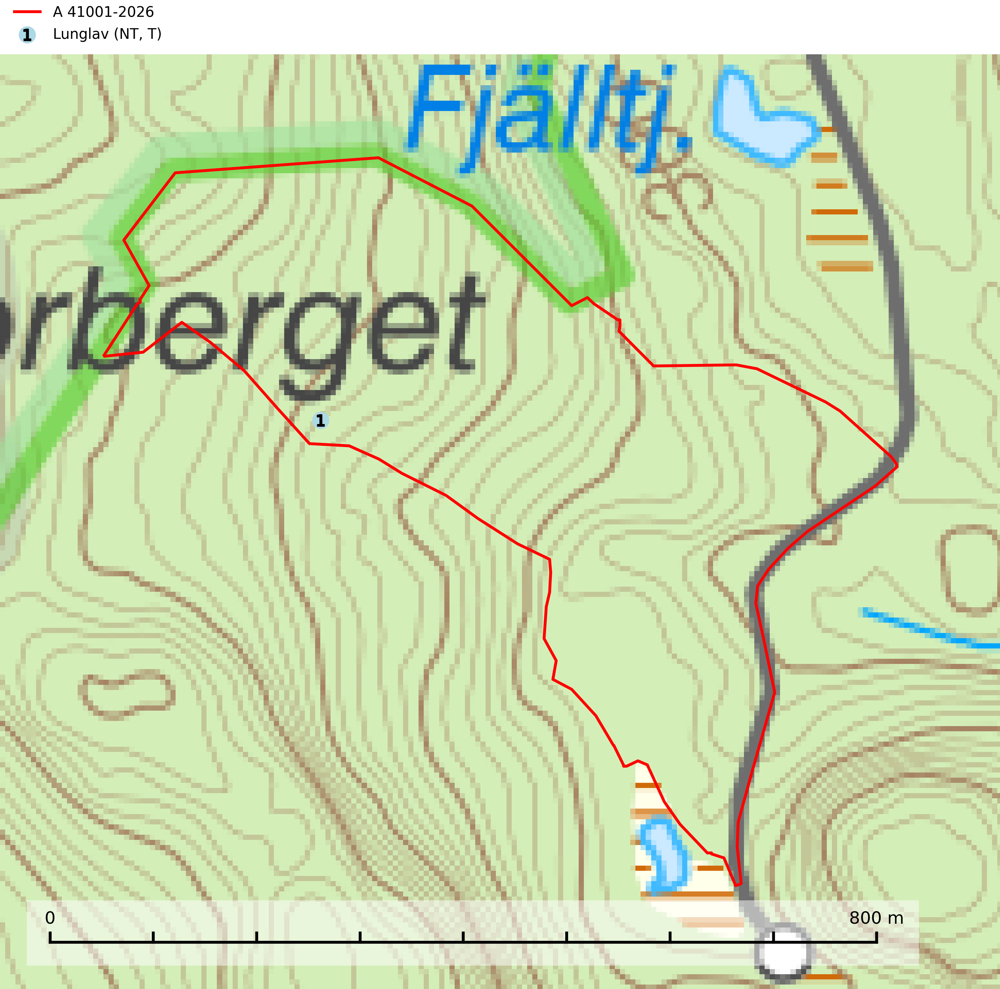 A 41001-2026
1 Lunglav (NT, T)
Fjälltj.
rberget
1
0 800 m